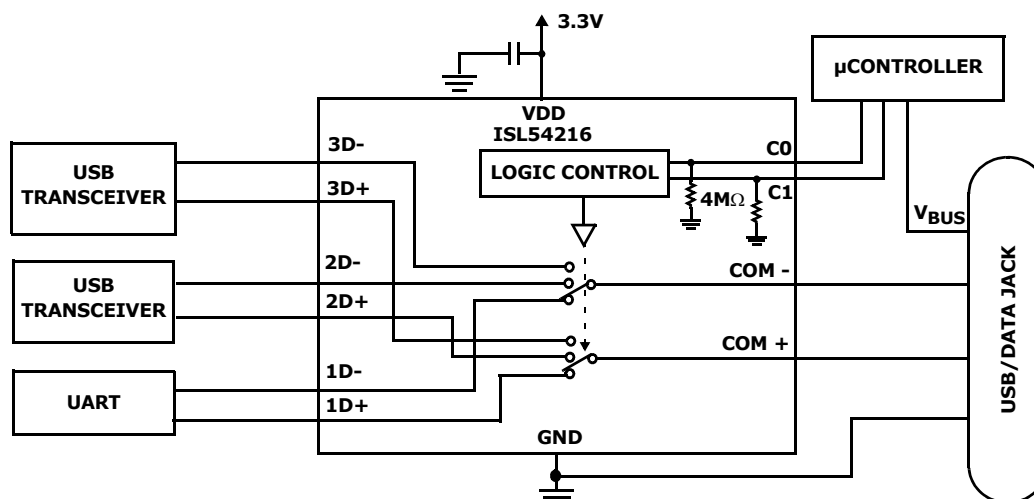 3.3V
µCONTROLLER
VDD
ISL54216
3D-
C0
USB
TRANSCEIVER
LOGIC CONTROL
3D+
4MΩ
C1
VBUS
2D-
COM -
USB
TRANSCEIVER
2D+
COM +
1D-
UART
1D+
GND
USB/DATA JACK